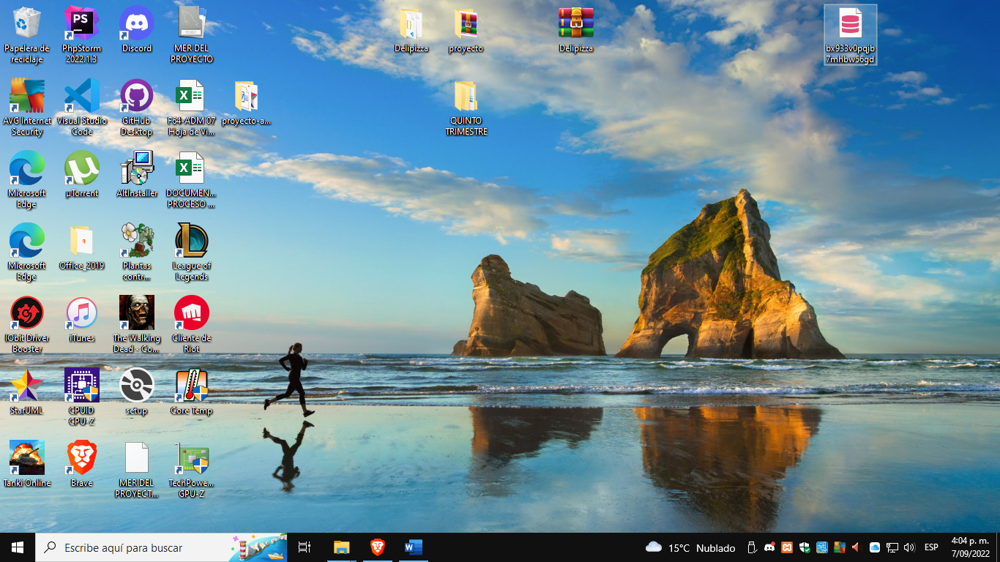 Papelera de
reciclaje
PS
PhpStorm
2022.1.3
Discord
MER DEL
PROYECTO
Delipizza
proyecto
Delipizza
bx933v0pqjb
7mhbw56gd
AVG Internet
Security
Visual Studio
Code
GitHub
Desktop
F64-ADM 07
Hoja de Vi...
proyecto-a...
QUINTO
TRIMESTRE
Microsoft
Edge
µTorrent
AltInstaller
DOCUMEN...
PROCESO ...
Microsoft
Edge
Office_2019
Plantas
contr...
League of
Legends
IObit Driver
Booster
iTunes
The Walking
Dead - Co...
Cliente de
Riot
StarUML
CPUID
CPU-Z
setup
Core Temp
Tanki Online
Brave
MER DEL
PROYECT...
TechPowe...
GPU-Z
Escribe aquí para buscar
15°C Nublado
ESP
4:04 p. m.
7/09/2022